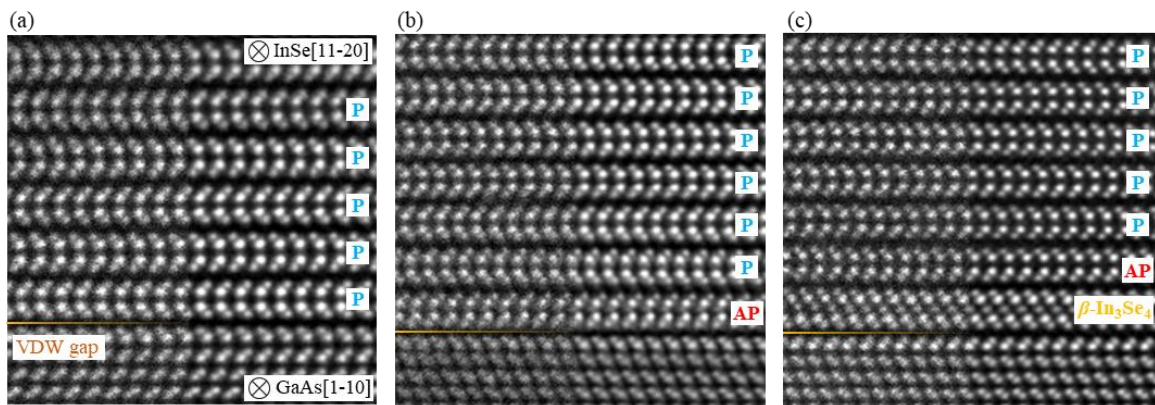 (a)
⊗ InSe[11-20]
P
P
P
P
P
VDW gap
⊗ GaAs[1-10]
(b)
P
P
P
P
P
P
AP
(c)
P
P
P
P
P
AP
β-In₃Se₄